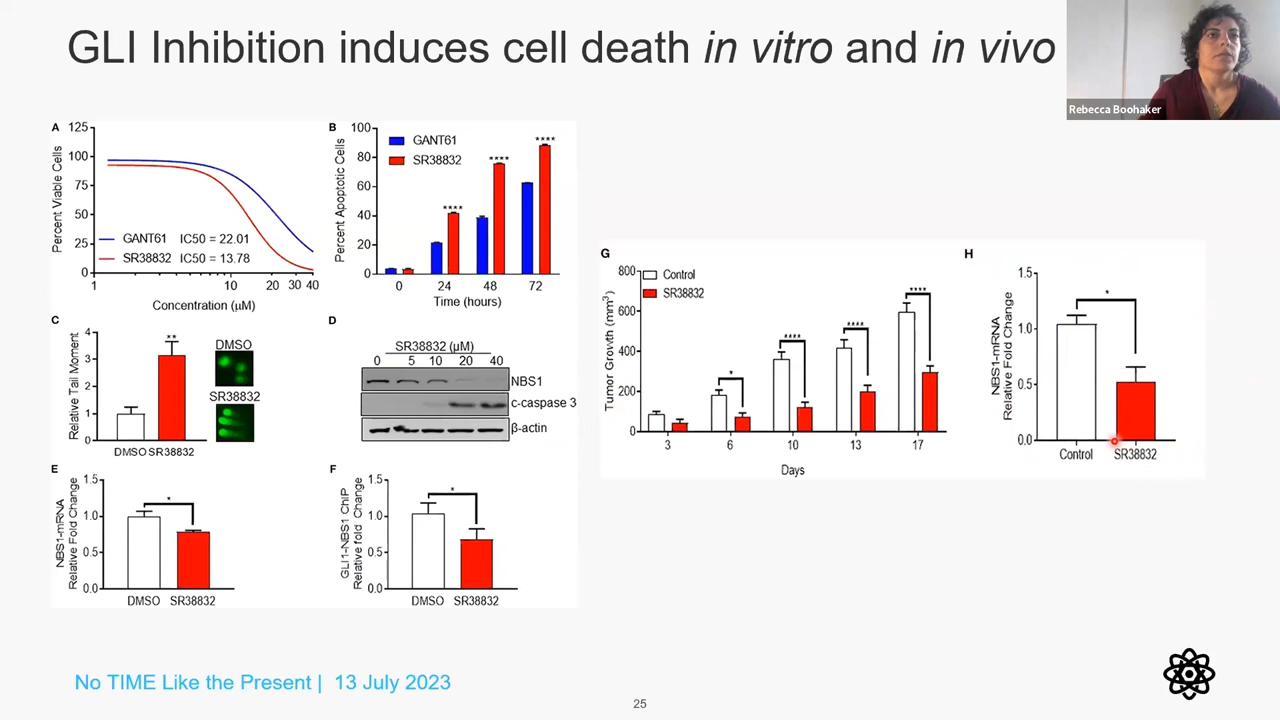 GLI Inhibition induces cell death in vitro and in vivo
Rebecca Boohaker
A
125
100
75
50
25
0
Percent Viable Cells
GANT61 IC50 = 22.01
SR38832 IC50 = 13.78
1 10 20 30 40
Concentration (µM)
B
100
80
60
40
20
0
Percent Apoptotic Cells
GANT61
SR38832
****
****
****
0 24 48 72
Time (hours)
C
4
3
2
1
0
Relative Tail Moment
**
DMSO SR38832
DMSO
SR38832
D
SR38832 (µM)
0 5 10 20 40
NBS1
c-caspase 3
β-actin
E
1.5
1.0
0.5
0.0
NBS1-mRNA
Relative Fold Change
*
DMSO SR38832
F
1.5
1.0
0.5
0.0
GLI1-NBS1 ChIP
Relative fold Change
*
DMSO SR38832
G
800
600
400
200
0
Tumor Growth (mm³)
Control
SR38832
*
****
****
****
3 6 10 13 17
Days
H
1.5
1.0
0.5
0.0
NBS1-mRNA
Relative Fold Change
*
Control SR38832
No TIME Like the Present | 13 July 2023
25